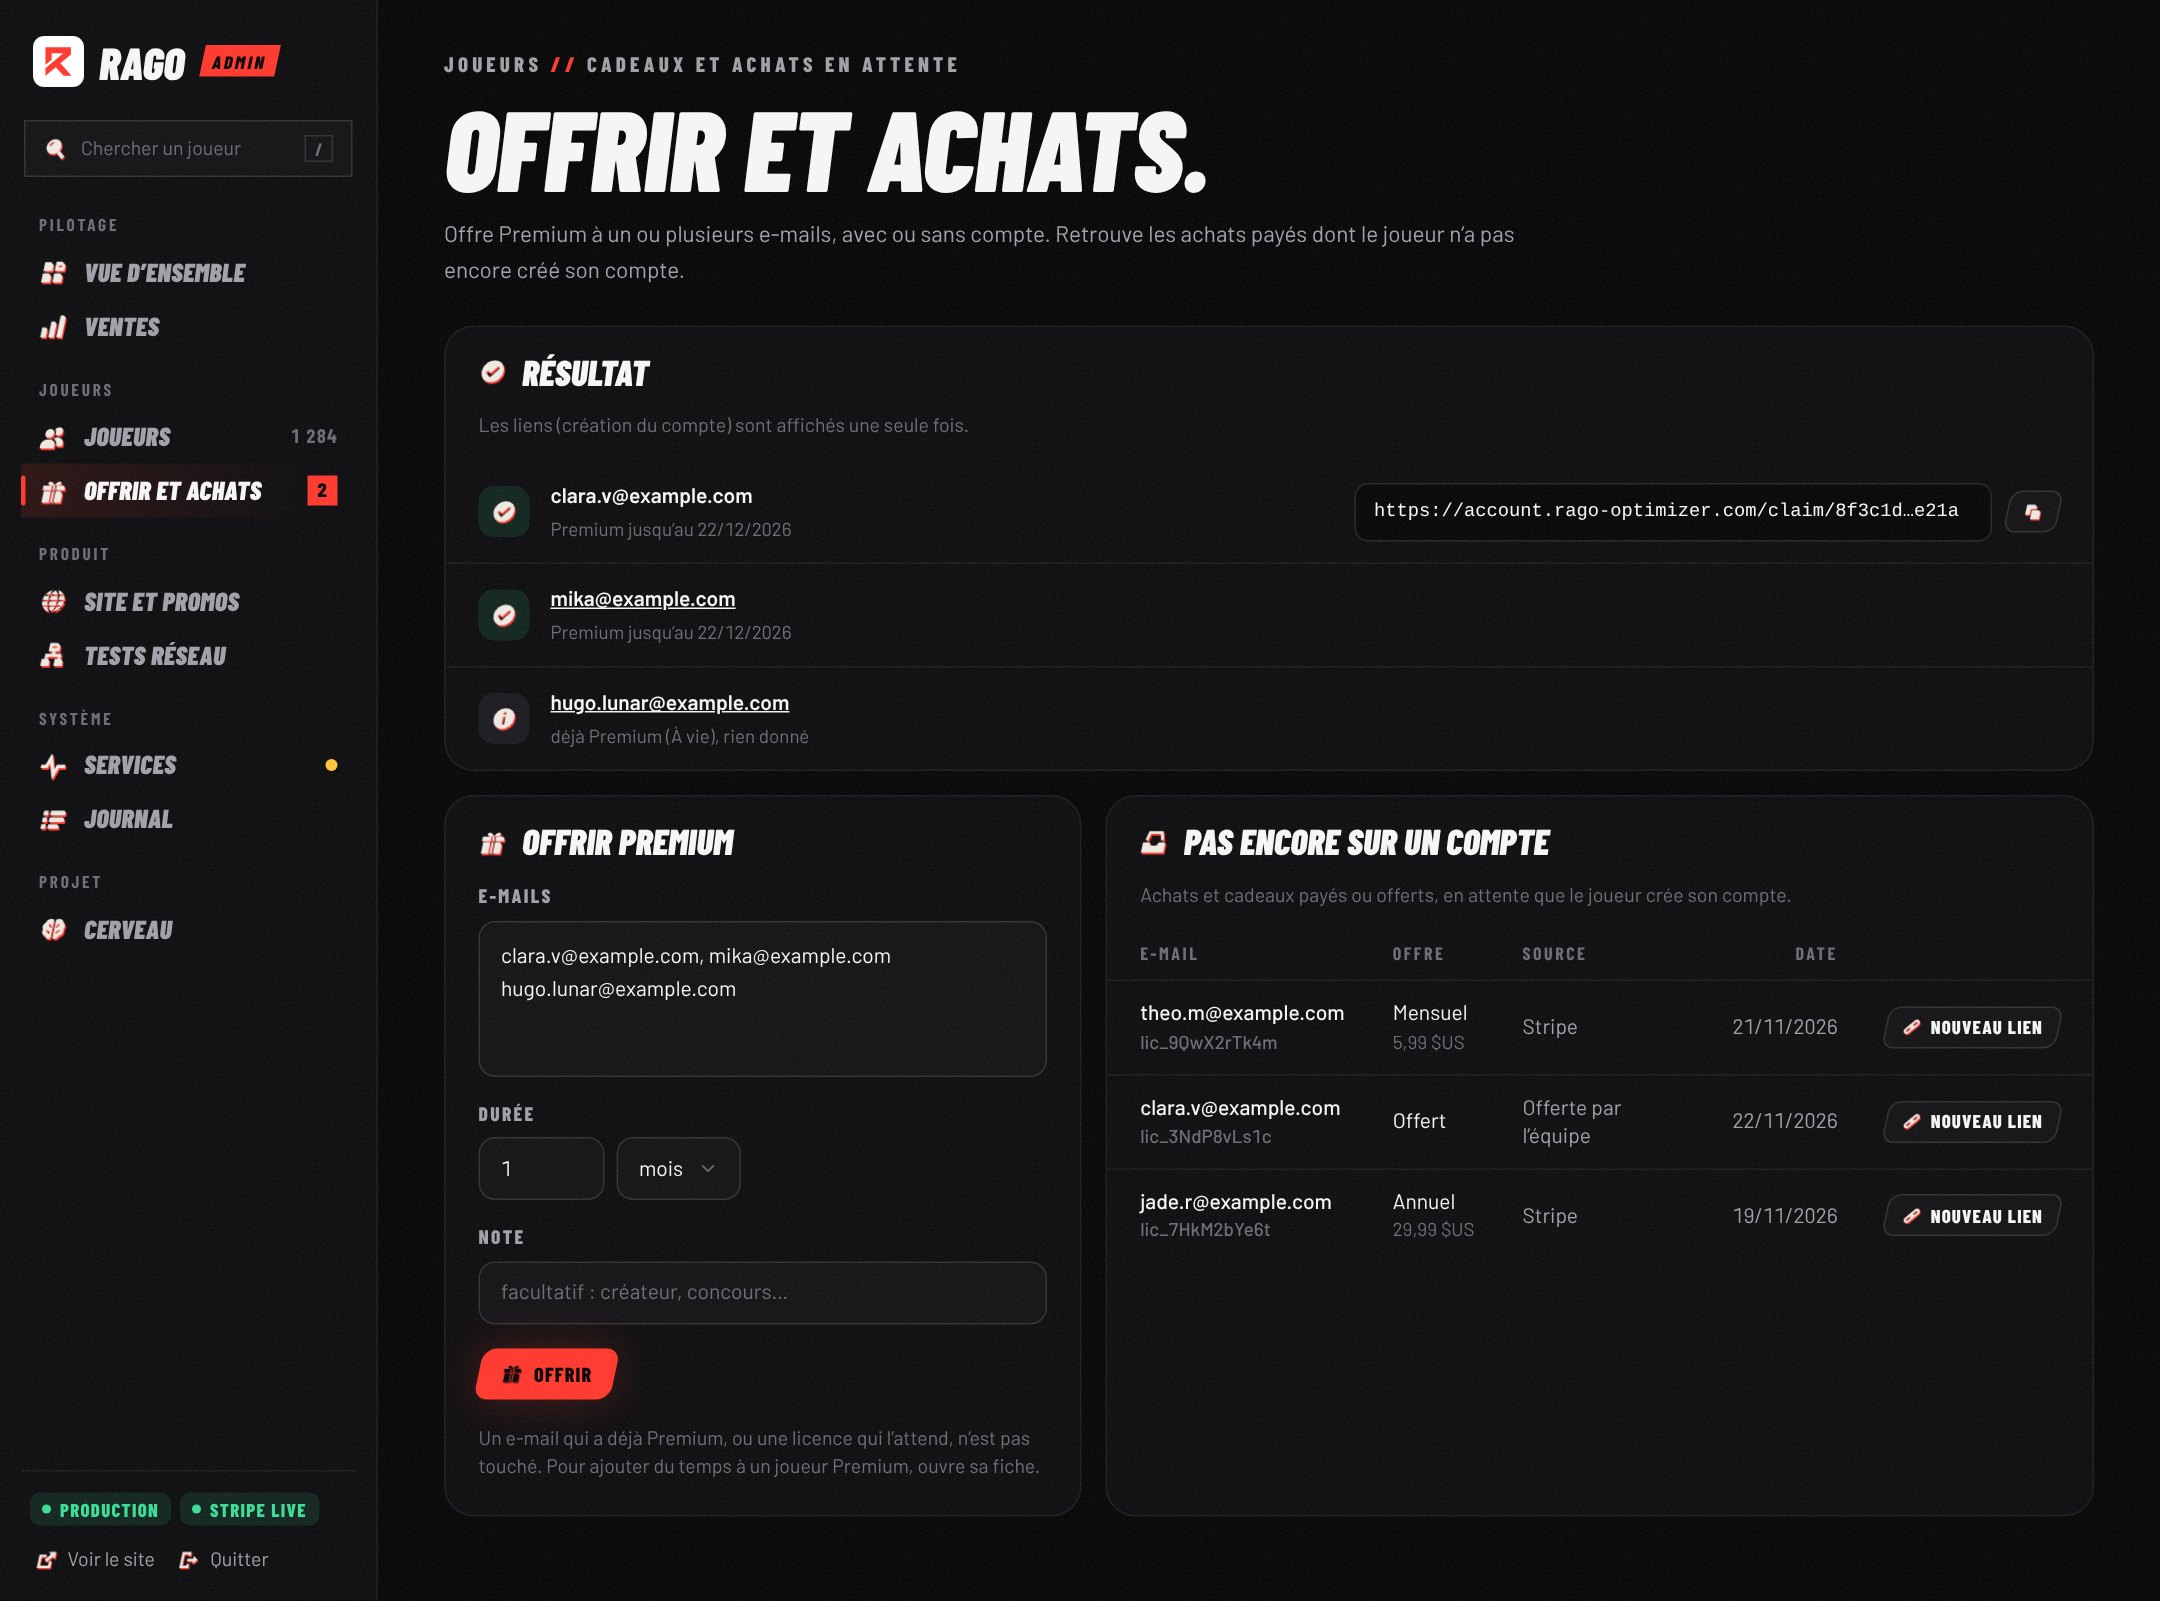 RAGO ADMIN
Chercher un joueur /
PILOTAGE
VUE D’ENSEMBLE
VENTES
JOUEURS
JOUEURS 1 284
OFFRIR ET ACHATS 2
PRODUIT
SITE ET PROMOS
TESTS RÉSEAU
SYSTÈME
SERVICES
JOURNAL
PROJET
CERVEAU
PRODUCTION STRIPE LIVE
Voir le site Quitter
JOUEURS // CADEAUX ET ACHATS EN ATTENTE
OFFRIR ET ACHATS.
Offre Premium à un ou plusieurs e-mails, avec ou sans compte. Retrouve les achats payés dont le joueur n’a pas
encore créé son compte.
RÉSULTAT
Les liens (création du compte) sont affichés une seule fois.
clara.v@example.com
Premium jusqu’au 22/12/2026
https://account.rago-optimizer.com/claim/8f3c1d…e21a
mika@example.com
Premium jusqu’au 22/12/2026
hugo.lunar@example.com
déjà Premium (À vie), rien donné
OFFRIR PREMIUM
E-MAILS
clara.v@example.com, mika@example.com
hugo.lunar@example.com
DURÉE
1 mois
NOTE
facultatif : créateur, concours…
OFFRIR
Un e-mail qui a déjà Premium, ou une licence qui l’attend, n’est pas
touché. Pour ajouter du temps à un joueur Premium, ouvre sa fiche.
PAS ENCORE SUR UN COMPTE
Achats et cadeaux payés ou offerts, en attente que le joueur crée son compte.
E-MAIL OFFRE SOURCE DATE
theo.m@example.com Mensuel Stripe 21/11/2026 NOUVEAU LIEN
lic_9QwX2rTk4m 5,99 $US
clara.v@example.com Offert Offerte par 22/11/2026 NOUVEAU LIEN
lic_3NdP8vLs1c l’équipe
jade.r@example.com Annuel Stripe 19/11/2026 NOUVEAU LIEN
lic_7HkM2bYe6t 29,99 $US